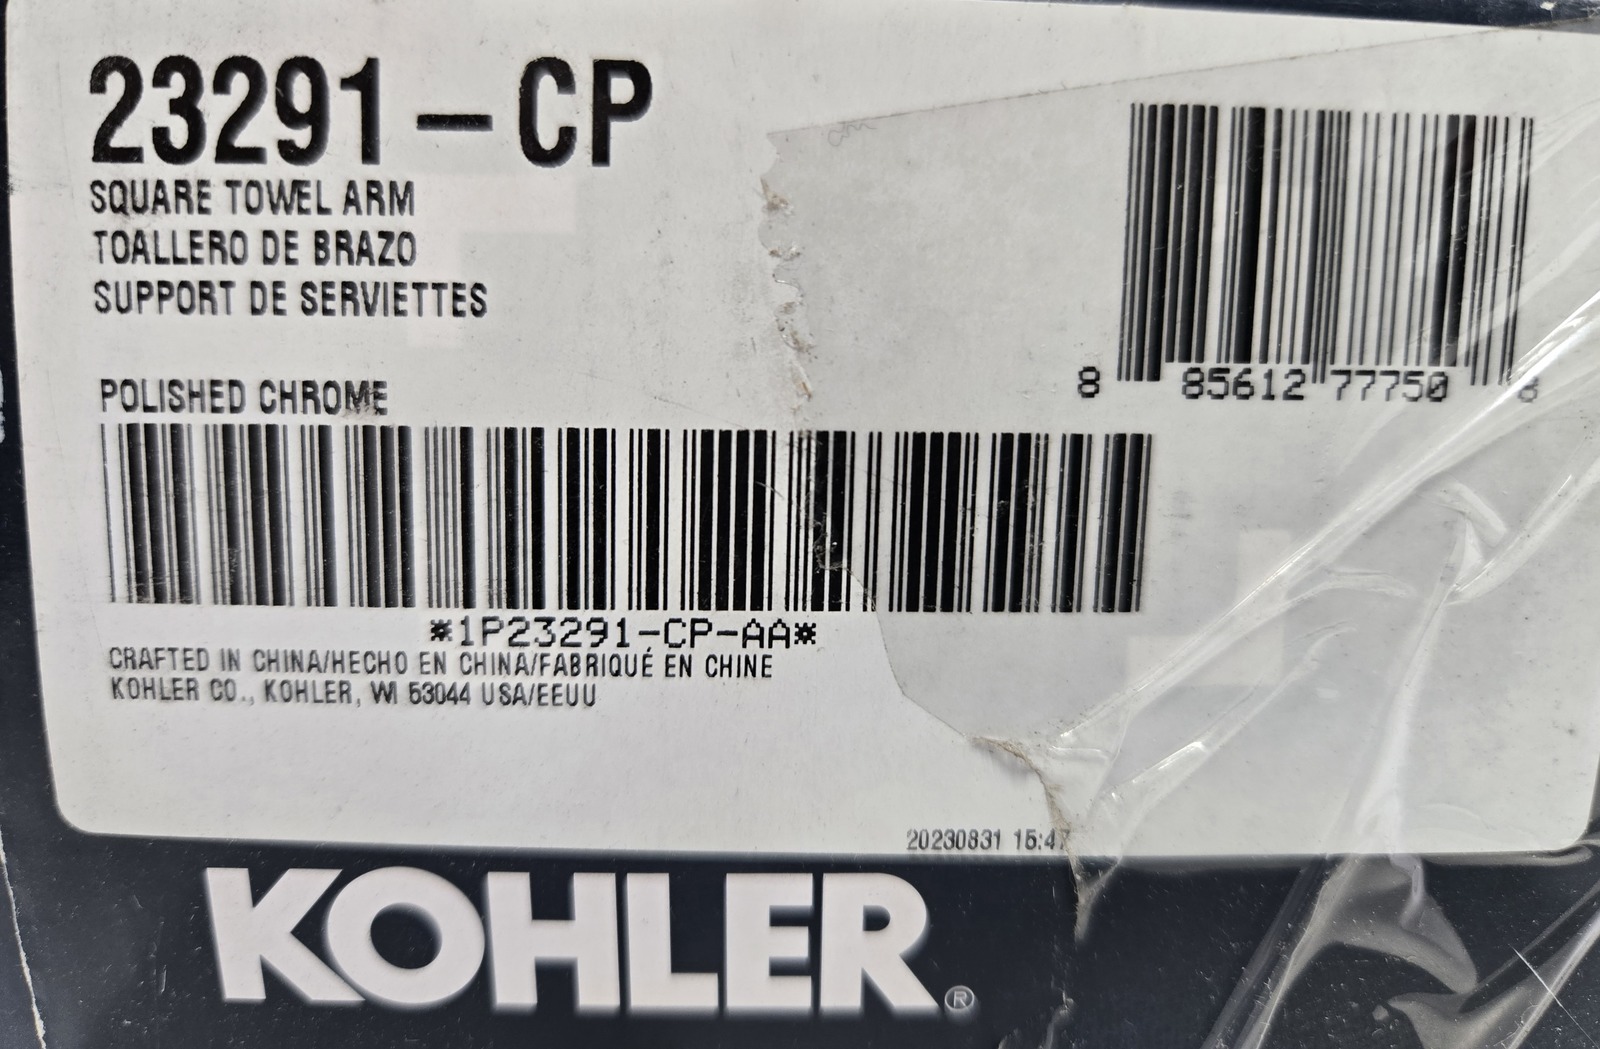 23291-CP
SQUARE TOWEL ARM
TOALLERO DE BRAZO
SUPPORT DE SERVIETTES
POLISHED CHROME
8 85612 77750 8
*1P23291-CP-AA*
CRAFTED IN CHINA/HECHO EN CHINA/FABRIQUÉ EN CHINE
KOHLER CO., KOHLER, WI 53044 USA/EEUU
20230831 15:47
KOHLER®